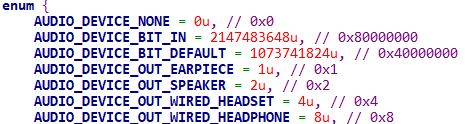 enum {
AUDIO_DEVICE_NONE = 0u, // 0x0
AUDIO_DEVICE_BIT_IN = 2147483648u, // 0x80000000
AUDIO_DEVICE_BIT_DEFAULT = 1073741824u, // 0x40000000
AUDIO_DEVICE_OUT_EARPIECE = 1u, // 0x1
AUDIO_DEVICE_OUT_SPEAKER = 2u, // 0x2
AUDIO_DEVICE_OUT_WIRED_HEADSET = 4u, // 0x4
AUDIO_DEVICE_OUT_WIRED_HEADPHONE = 8u, // 0x8